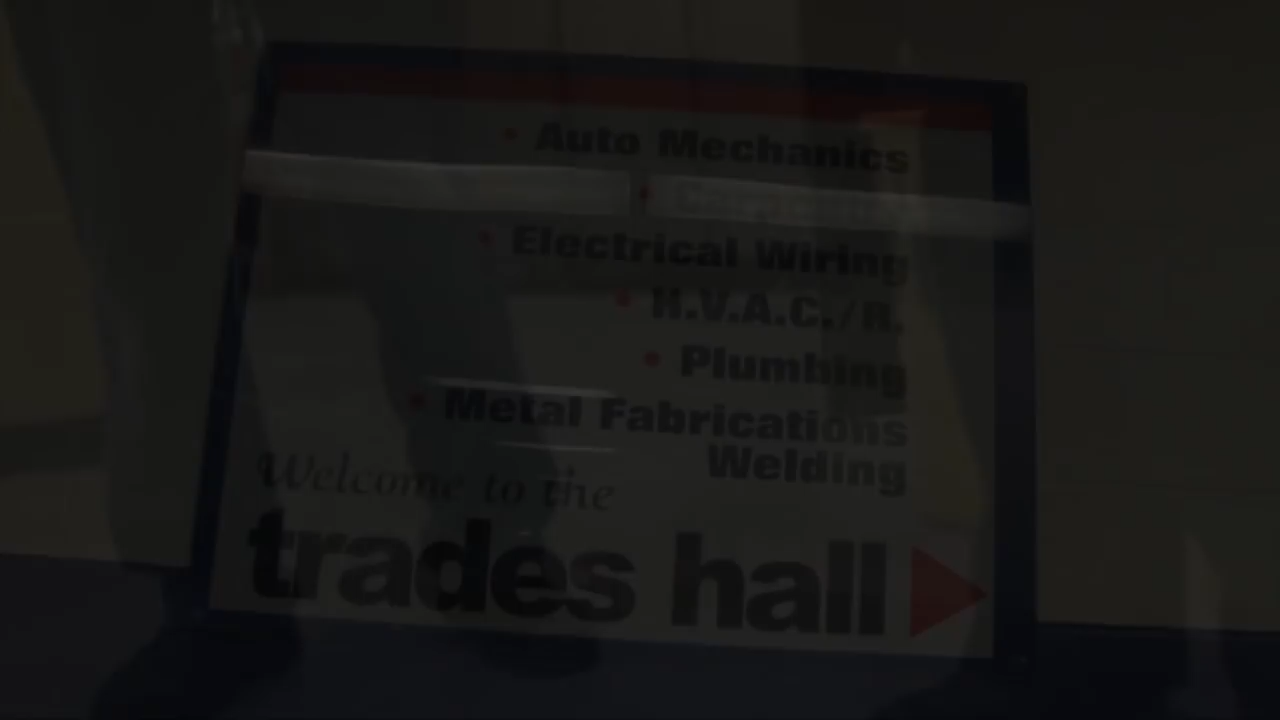 • Auto Mechanics
•
• Electrical Wiring
• H.V.A.C./R.
• Plumbing
• Metal Fabrications
Welding
Welcome to the
trades hall